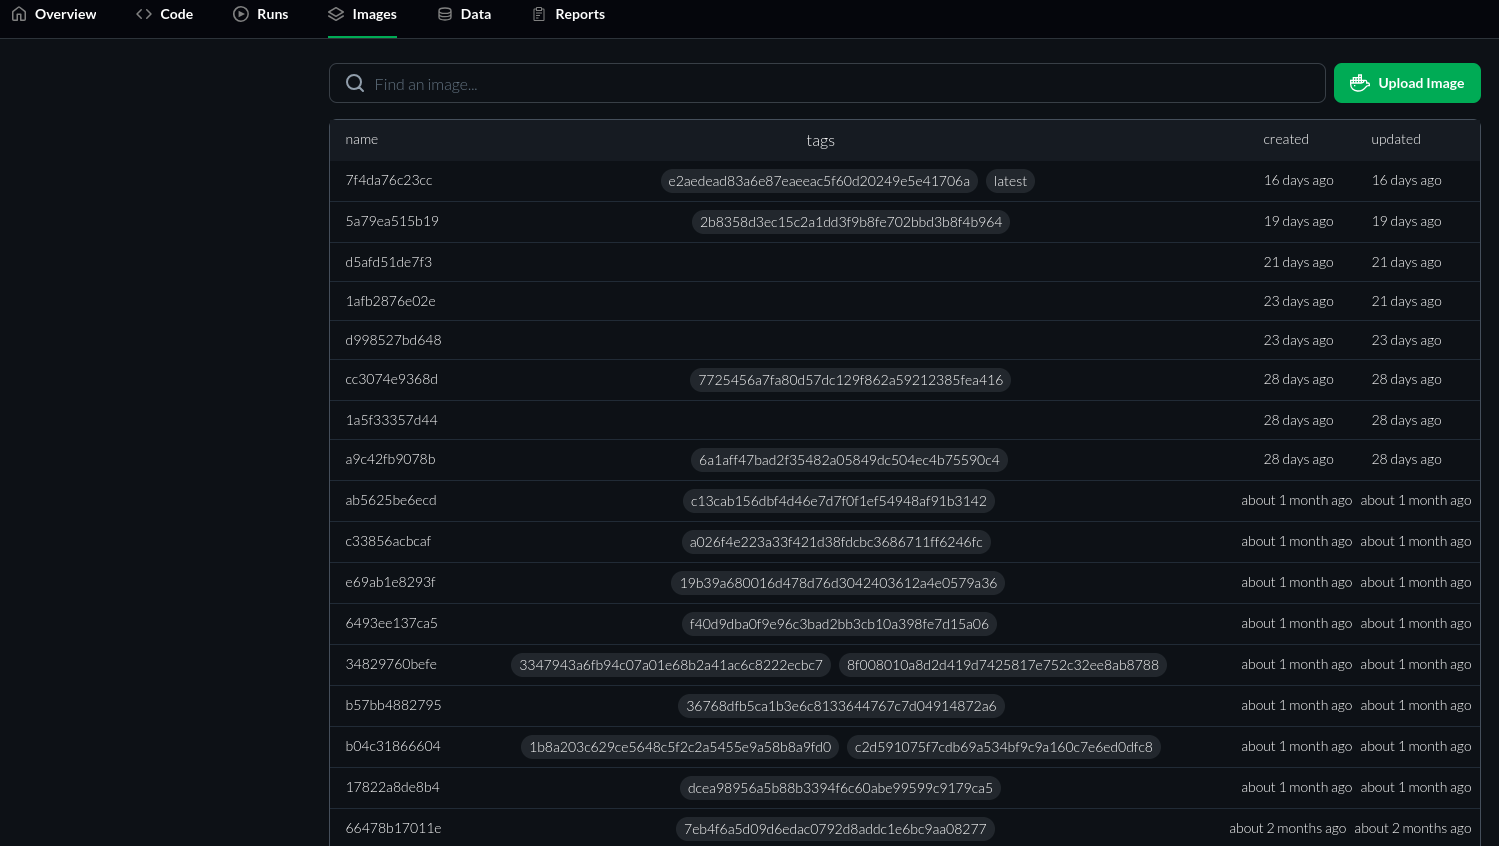 Overview Code Runs Images Data Reports
Find an image... Upload Image
name tags created updated
7f4da76c23cc e2aedead83a6e87eaeeac5f60d20249e5e41706a latest 16 days ago 16 days ago
5a79ea515b19 2b8358d3ec15c2a1dd3f9b8fe702bbd3b8f4b964 19 days ago 19 days ago
d5afd51de7f3 21 days ago 21 days ago
1afb2876e02e 23 days ago 21 days ago
d998527bd648 23 days ago 23 days ago
cc3074e9368d 7725456a7fa80d57dc129f862a59212385fea416 28 days ago 28 days ago
1a5f33357d44 28 days ago 28 days ago
a9c42fb9078b 6a1aff47bad2f35482a05849dc504ec4b75590c4 28 days ago 28 days ago
ab5625be6ecd c13cab156dbf4d46e7d7f0f1ef54948af91b3142 about 1 month ago about 1 month ago
c33856acbcaf a026f4e223a33f421d38fdcbc3686711ff6246fc about 1 month ago about 1 month ago
e69ab1e8293f 19b39a680016d478d76d3042403612a4e0579a36 about 1 month ago about 1 month ago
6493ee137ca5 f40d9dba0f9e96c3bad2bb3cb10a398fe7d15a06 about 1 month ago about 1 month ago
34829760befe 3347943a6fb94c07a01e68b2a41ac6c8222ecbc7 8f008010a8d2d419d7425817e752c32ee8ab8788 about 1 month ago about 1 month ago
b57bb4882795 36768dfb5ca1b3e6c8133644767c7d04914872a6 about 1 month ago about 1 month ago
b04c31866604 1b8a203c629ce5648c5f2c2a5455e9a58b8a9fd0 c2d591075f7cdb69a534bf9c9a160c7e6ed0dfc8 about 1 month ago about 1 month ago
17822a8de8b4 dcea98956a5b88b3394f6c60abe99599c9179ca5 about 1 month ago about 1 month ago
66478b17011e 7eb4f6a5d09d6edac0792d8addc1e6bc9aa08277 about 2 months ago about 2 months ago